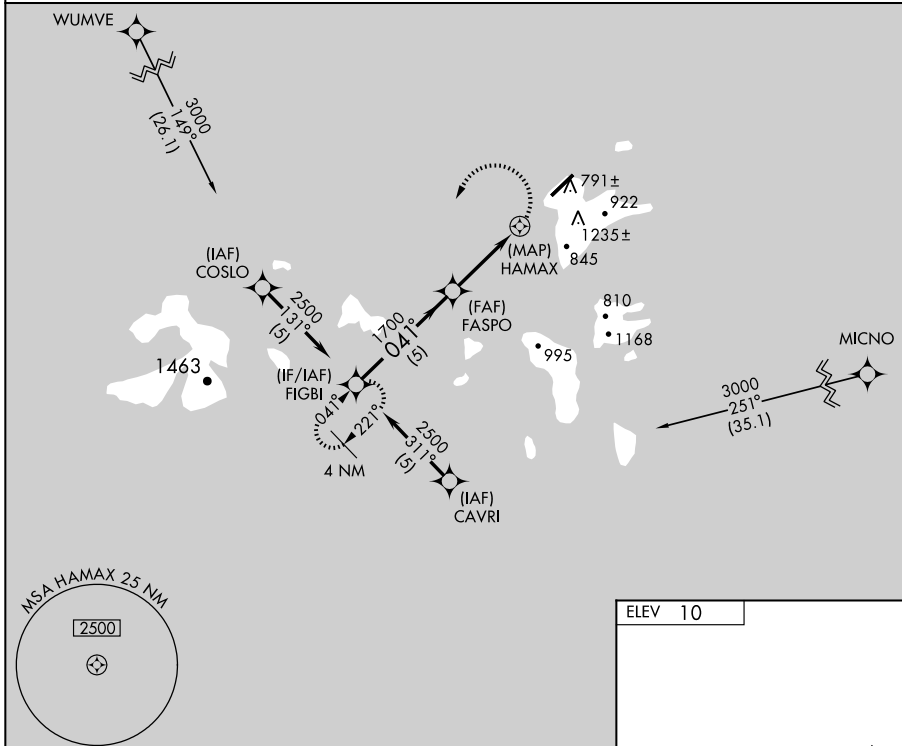 WUMVE
3000
149°
(26.1)
791±
922
1235±
845
(MAP)
HAMAX
(IAF)
COSLO
2500
131°
(5)
(FAF)
FASPO
1700
041°
(5)
810
1168
995
MICNO
3000
251°
(35.1)
1463
(IF/IAF)
FIGBI
041°
221°
4 NM
2500
311°
(5)
(IAF)
CAVRI
MSA HAMAX 25 NM
2500
ELEV 10